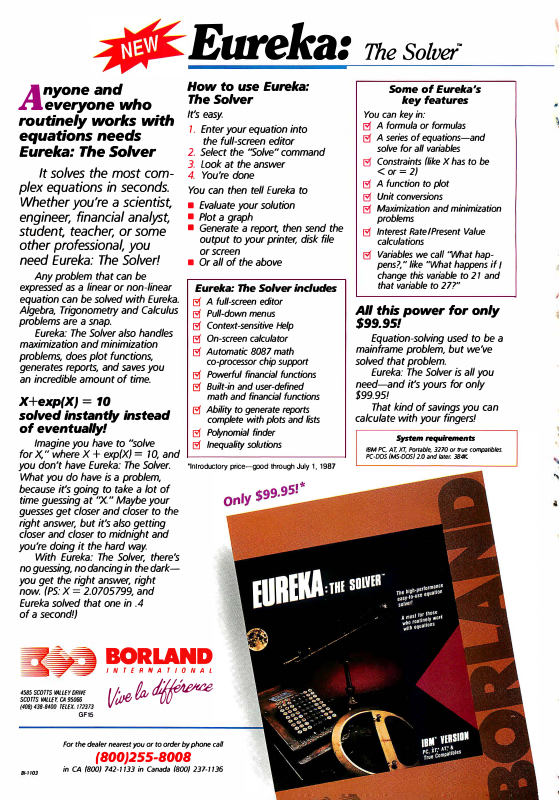 NEW
Eureka: The Solver™
Anyone and
everyone who
routinely works with
equations needs
Eureka: The Solver
It solves the most com-
plex equations in seconds.
Whether you're a scientist,
engineer, financial analyst,
student, teacher, or some
other professional, you
need Eureka: The Solver!
Any problem that can be
expressed as a linear or non-linear
equation can be solved with Eureka.
Algebra, Trigonometry and Calculus
problems are a snap.
Eureka: The Solver also handles
maximization and minimization
problems, does plot functions,
generates reports, and saves you
an incredible amount of time.
X+exp(X) = 10
solved instantly instead
of eventually!
Imagine you have to "solve
for X," where X + exp(X) = 10, and
you don't have Eureka: The Solver.
What you do have is a problem,
because it's going to take a lot of
time guessing at "X." Maybe your
guesses get closer and closer to the
right answer, but it's also getting
closer and closer to midnight and
you're doing it the hard way.
With Eureka: The Solver, there's
no guessing, no dancing in the dark—
you get the right answer, right
now. (PS: X = 2.0705799, and
Eureka solved that one in .4
of a second!)
How to use Eureka:
The Solver
It's easy.
1. Enter your equation into
the full-screen editor
2. Select the "Solve" command
3. Look at the answer
4. You're done
You can then tell Eureka to
■ Evaluate your solution
■ Plot a graph
■ Generate a report, then send the
output to your printer, disk file
or screen
■ Or all of the above
Eureka: The Solver includes
☑ A full-screen editor
☑ Pull-down menus
☑ Context-sensitive Help
☑ On-screen calculator
☑ Automatic 8087 math
co-processor chip support
☑ Powerful financial functions
☑ Built-in and user-defined
math and financial functions
☑ Ability to generate reports
complete with plots and lists
☑ Polynomial finder
☑ Inequality solutions
*Introductory price—good through July 1, 1987
Some of Eureka's
key features
You can key in:
☑ A formula or formulas
☑ A series of equations—and
solve for all variables
☑ Constraints (like X has to be
< or = 2)
☑ A function to plot
☑ Unit conversions
☑ Maximization and minimization
problems
☑ Interest Rate/Present Value
calculations
☑ Variables we call "What hap-
pens?," like "What happens if I
change this variable to 21 and
that variable to 27?"
All this power for only
$99.95!
Equation-solving used to be a
mainframe problem, but we've
solved that problem.
Eureka: The Solver is all you
need—and it's yours for only
$99.95!
That kind of savings you can
calculate with your fingers!
System requirements
IBM PC, AT, XT, Portable, 3270 or true compatibles.
PC-DOS (MS-DOS) 2.0 and later. 384K.
Only $99.95!*
EUREKA: THE SOLVER™
The high-performance
easy-to-use equation
solver!
A must for those
who routinely work
with equations
BORLAND
IBM® VERSION
PC, XT,® AT,® &
True Compatibles
BORLAND
INTERNATIONAL
4585 SCOTTS VALLEY DRIVE
SCOTTS VALLEY, CA 95066
(408) 438-8400 TELEX: 172373
GF15
Vive la différence
For the dealer nearest you or to order by phone call
(800)255-8008
in CA (800) 742-1133 in Canada (800) 237-1136
BI-1103